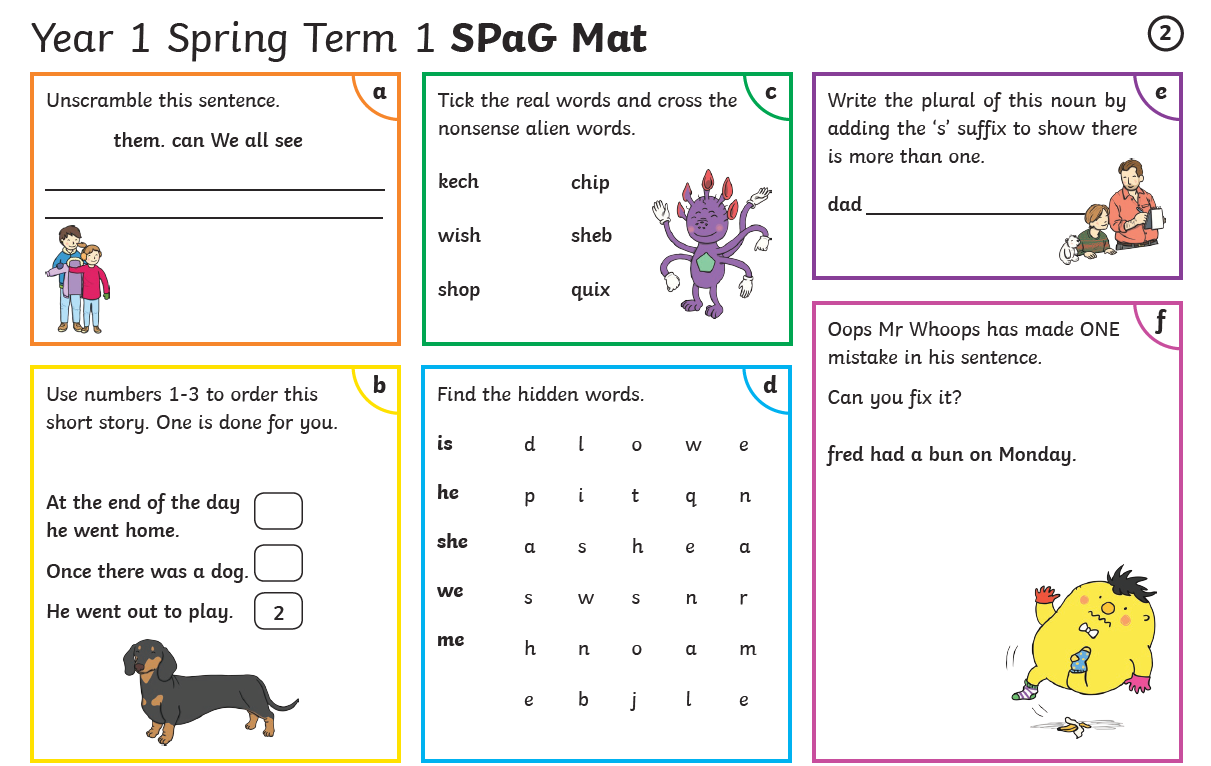 Year 1 Spring Term 1 SPaG Mat
2
a
Unscramble this sentence.
them. can We all see
b
Use numbers 1-3 to order this
short story. One is done for you.
At the end of the day
he went home.
Once there was a dog.
He went out to play. 2
c
Tick the real words and cross the
nonsense alien words.
kech chip
wish sheb
shop quix
d
Find the hidden words.
is d l o w e
he p i t q n
she a s h e a
we s w s n r
me h n o a m
e b j l e
e
Write the plural of this noun by
adding the ‘s’ suffix to show there
is more than one.
dad
f
Oops Mr Whoops has made ONE
mistake in his sentence.
Can you fix it?
fred had a bun on Monday.